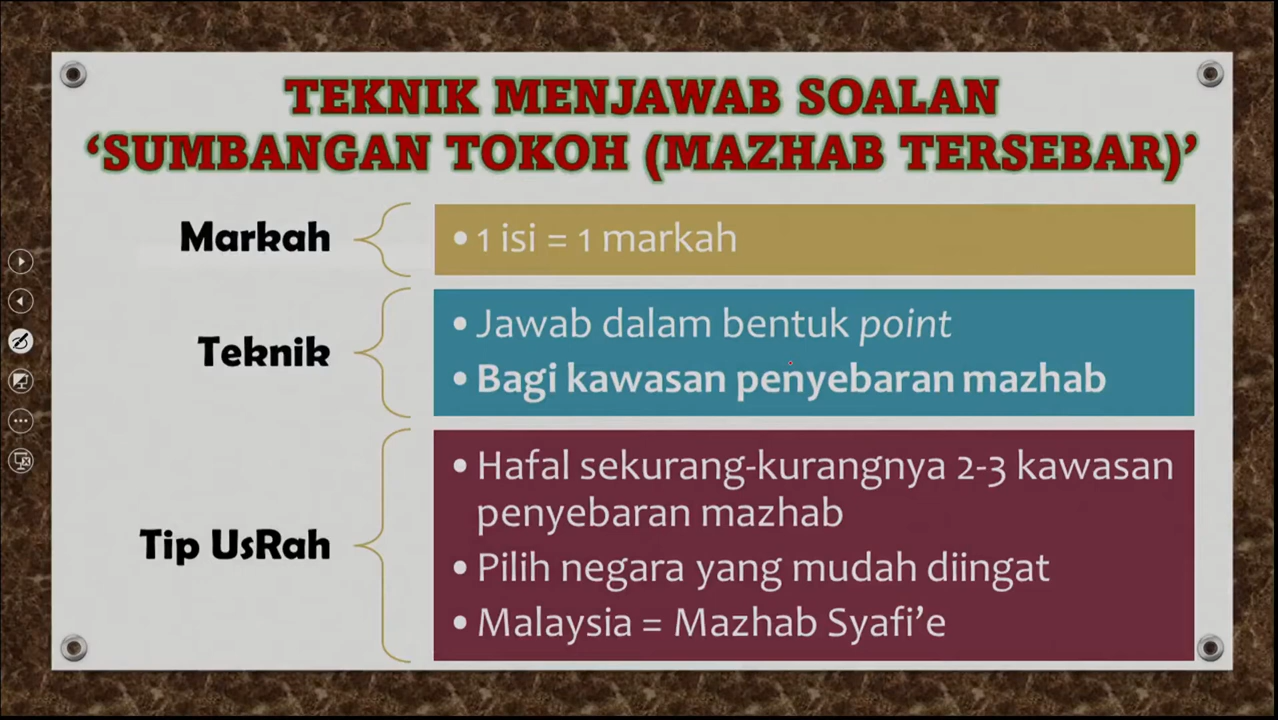 TEKNIK MENJAWAB SOALAN
‘SUMBANGAN TOKOH (MAZHAB TERSEBAR)’
Markah
• 1 isi = 1 markah
Teknik
• Jawab dalam bentuk point
• Bagi kawasan penyebaran mazhab
Tip UsRah
• Hafal sekurang-kurangnya 2-3 kawasan
penyebaran mazhab
• Pilih negara yang mudah diingat
• Malaysia = Mazhab Syafi’e